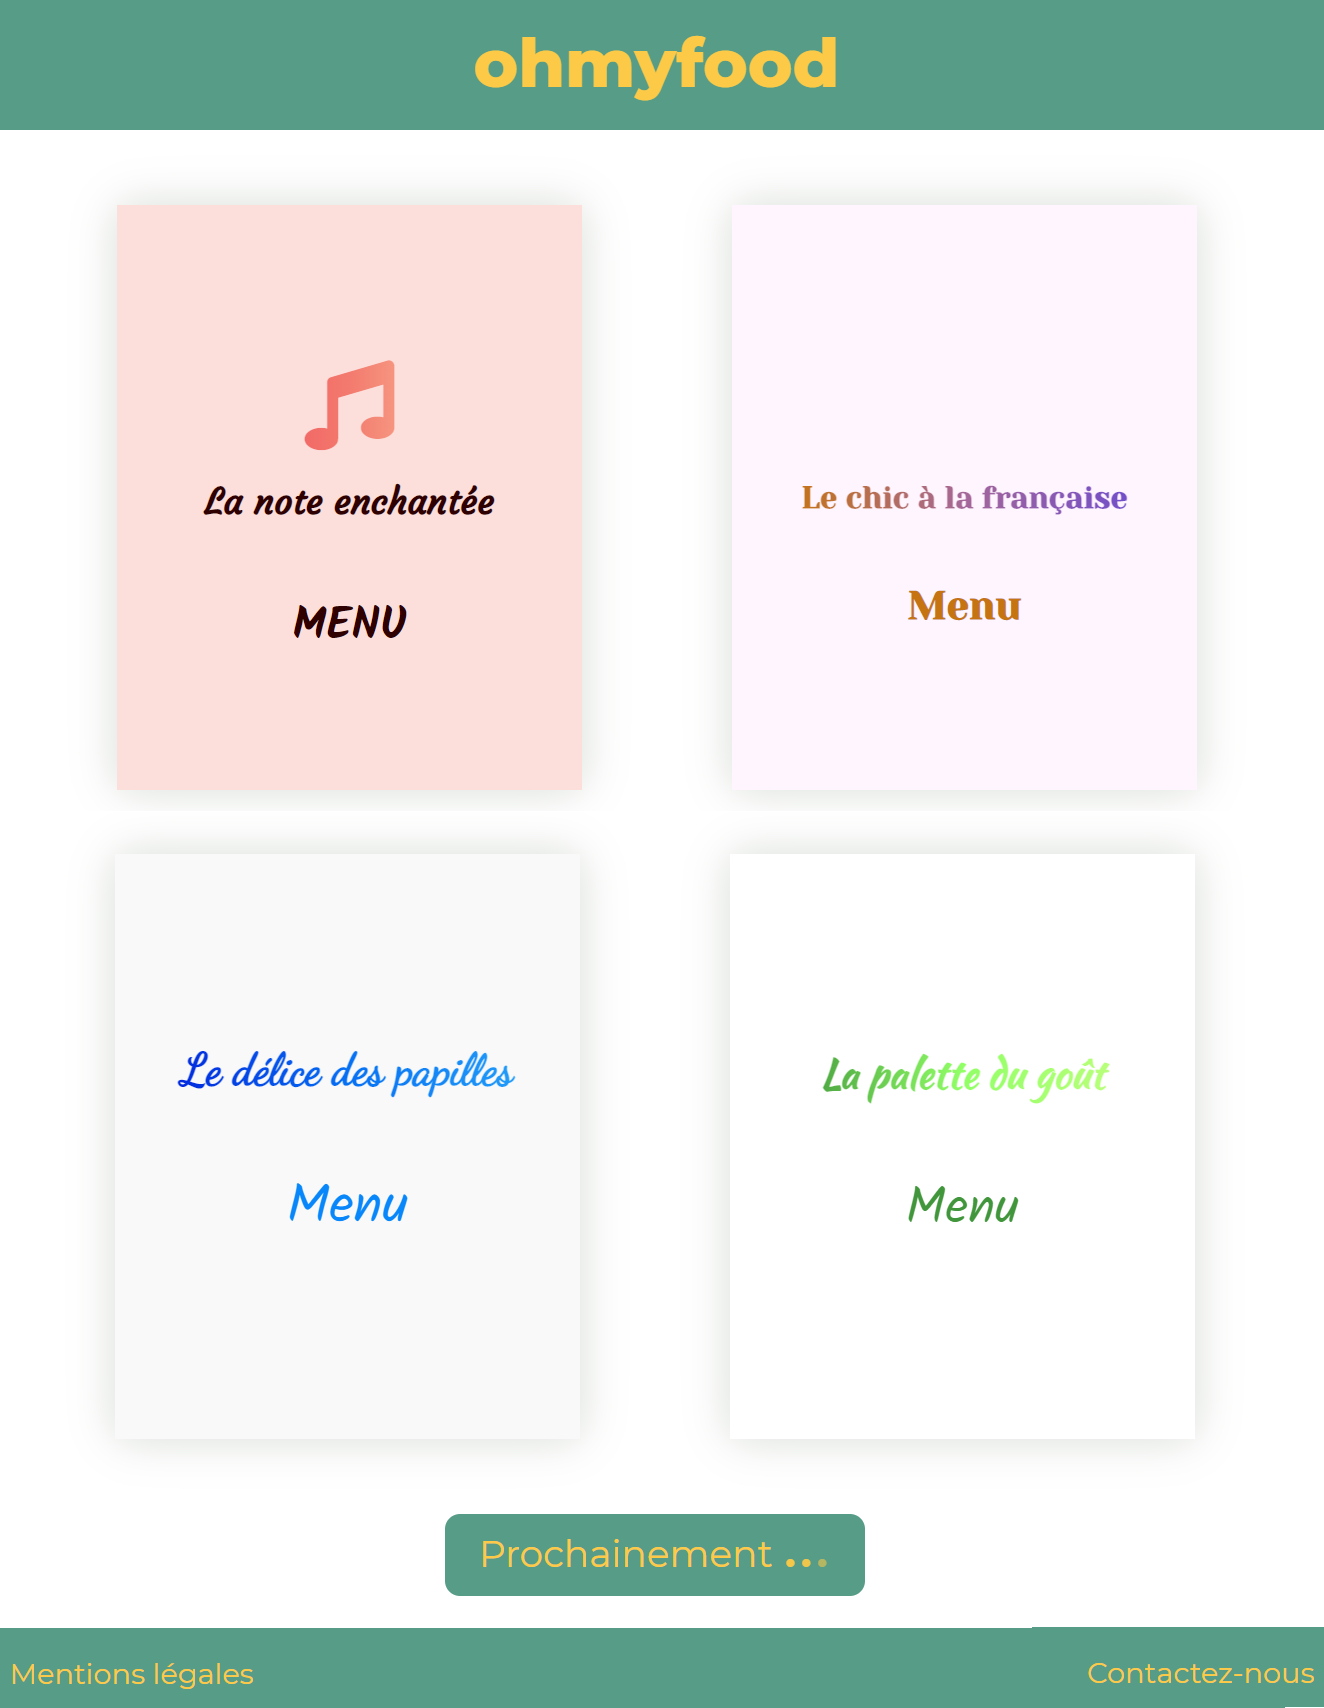 ohmyfood
La note enchantée
MENU
Le chic à la française
Menu
Le délice des papilles
Menu
La palette du goût
Menu
Prochainement ...
Mentions légales
Contactez-nous